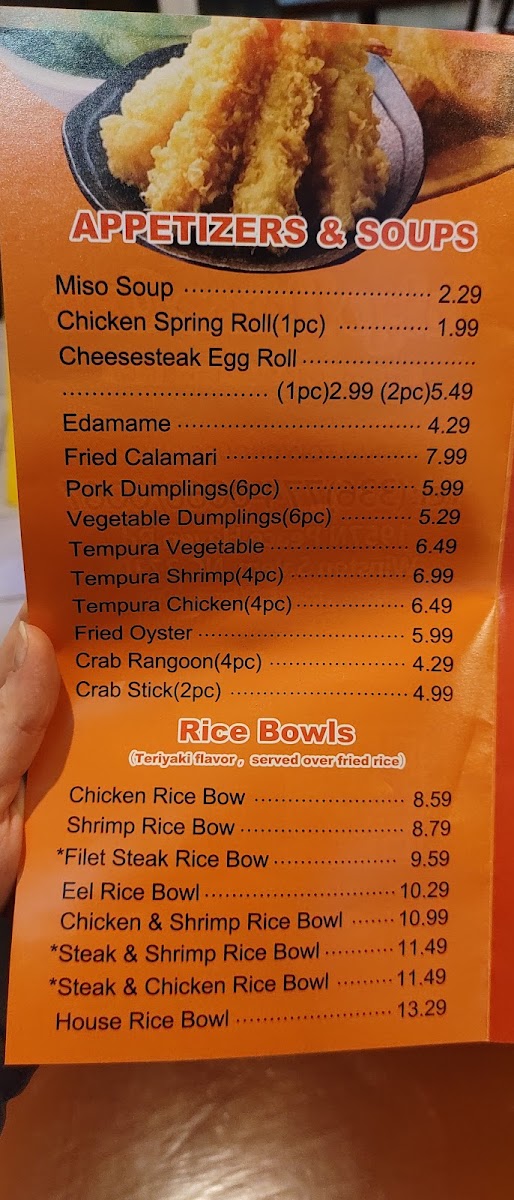 APPETIZERS & SOUPS
Miso Soup ................................. 2.29
Chicken Spring Roll(1pc) ............. 1.99
Cheesesteak Egg Roll ........................
............................ (1pc)2.99 (2pc)5.49
Edamame ................................. 4.29
Fried Calamari ............................ 7.99
Pork Dumplings(6pc) ................... 5.99
Vegetable Dumplings(6pc) .......... 5.29
Tempura Vegetable .................... 6.49
Tempura Shrimp(4pc) ................. 6.99
Tempura Chicken(4pc) ................ 6.49
Fried Oyster ............................... 5.99
Crab Rangoon(4pc) .................... 4.29
Crab Stick(2pc) .......................... 4.99
Rice Bowls
(Teriyaki flavor, served over fried rice)
Chicken Rice Bow ...................... 8.59
Shrimp Rice Bow ........................ 8.79
*Filet Steak Rice Bow .................. 9.59
Eel Rice Bowl ............................ 10.29
Chicken & Shrimp Rice Bowl ....... 10.99
*Steak & Shrimp Rice Bowl .......... 11.49
*Steak & Chicken Rice Bowl ......... 11.49
House Rice Bowl ....................... 13.29